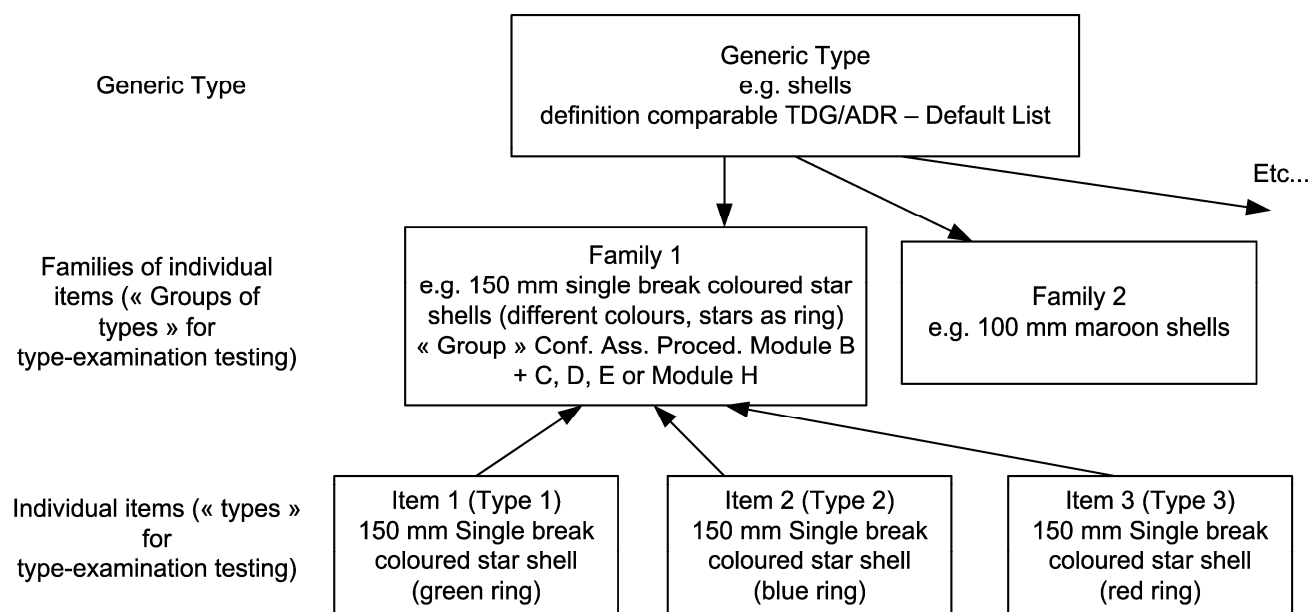 Generic Type
Generic Type
e.g. shells
definition comparable TDG/ADR – Default List
Etc...
Families of individual
items (« Groups of
types » for
type-examination testing)
Family 1
e.g. 150 mm single break coloured star
shells (different colours, stars as ring)
« Group » Conf. Ass. Proced. Module B
+ C, D, E or Module H
Family 2
e.g. 100 mm maroon shells
Individual items (« types »
for
type-examination testing)
Item 1 (Type 1)
150 mm Single break
coloured star shell
(green ring)
Item 2 (Type 2)
150 mm Single break
coloured star shell
(blue ring)
Item 3 (Type 3)
150 mm Single break
coloured star shell
(red ring)